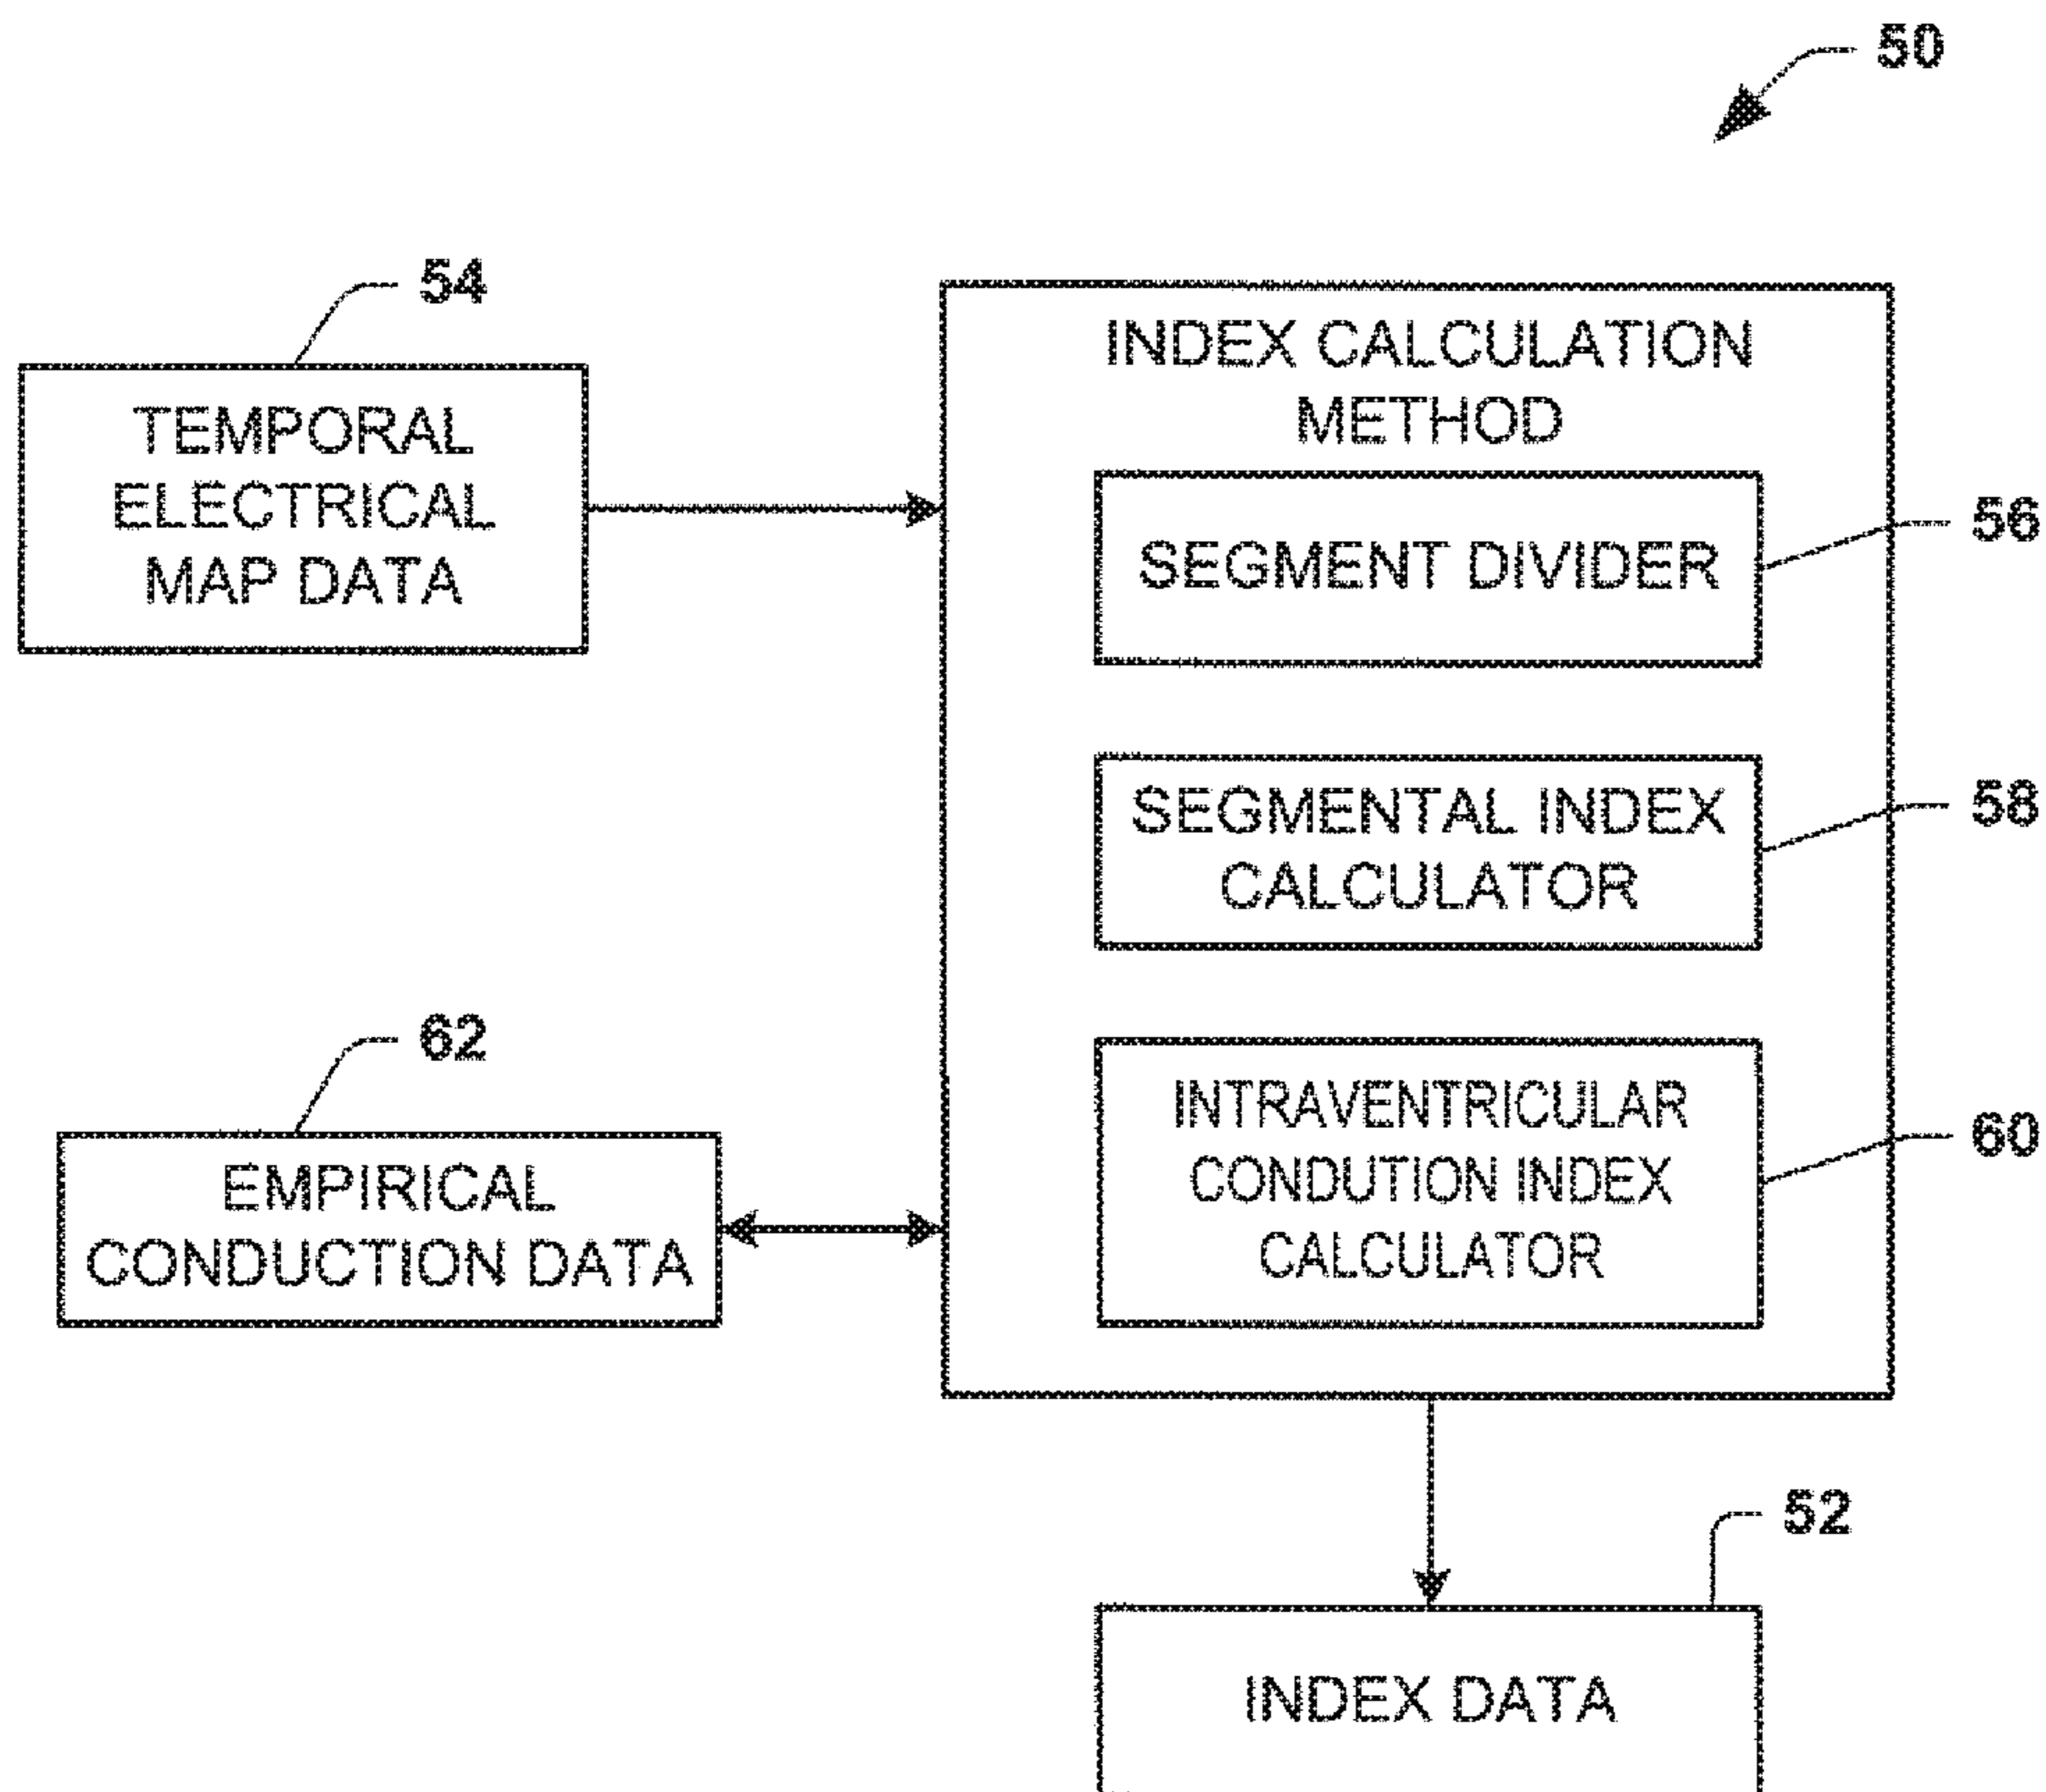 50
54
TEMPORAL
ELECTRICAL
MAP DATA
INDEX CALCULATION
METHOD
SEGMENT DIVIDER
56
SEGMENTAL INDEX
CALCULATOR
58
62
EMPIRICAL
CONDUCTION DATA
INTRAVENTRICULAR
CONDUTION INDEX
CALCULATOR
60
52
INDEX DATA